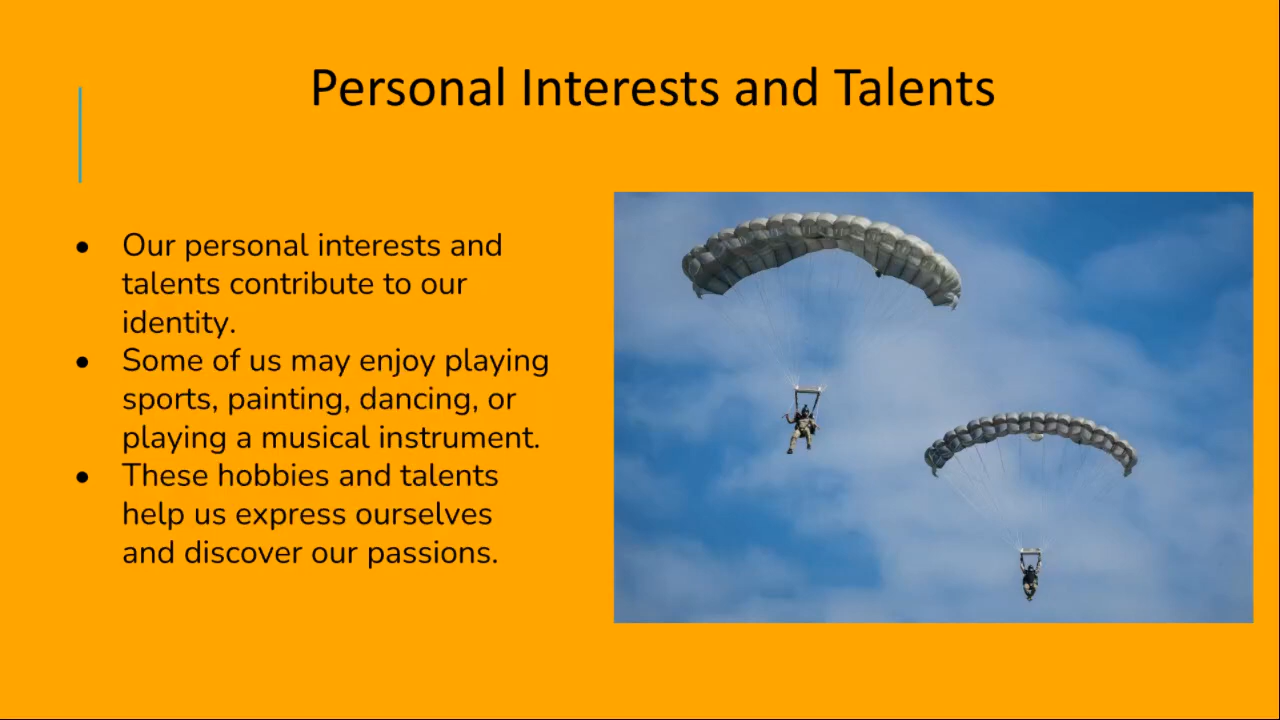 Personal Interests and Talents
● Our personal interests and
talents contribute to our
identity.
● Some of us may enjoy playing
sports, painting, dancing, or
playing a musical instrument.
● These hobbies and talents
help us express ourselves
and discover our passions.